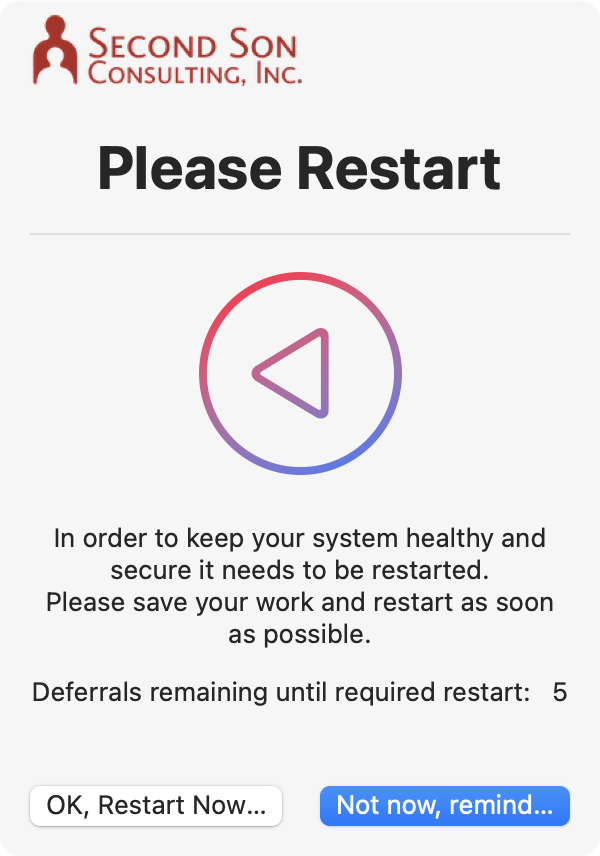 SECOND SON
CONSULTING, INC.
Please Restart
In order to keep your system healthy and
secure it needs to be restarted.
Please save your work and restart as soon
as possible.
Deferrals remaining until required restart: 5
OK, Restart Now...
Not now, remind...